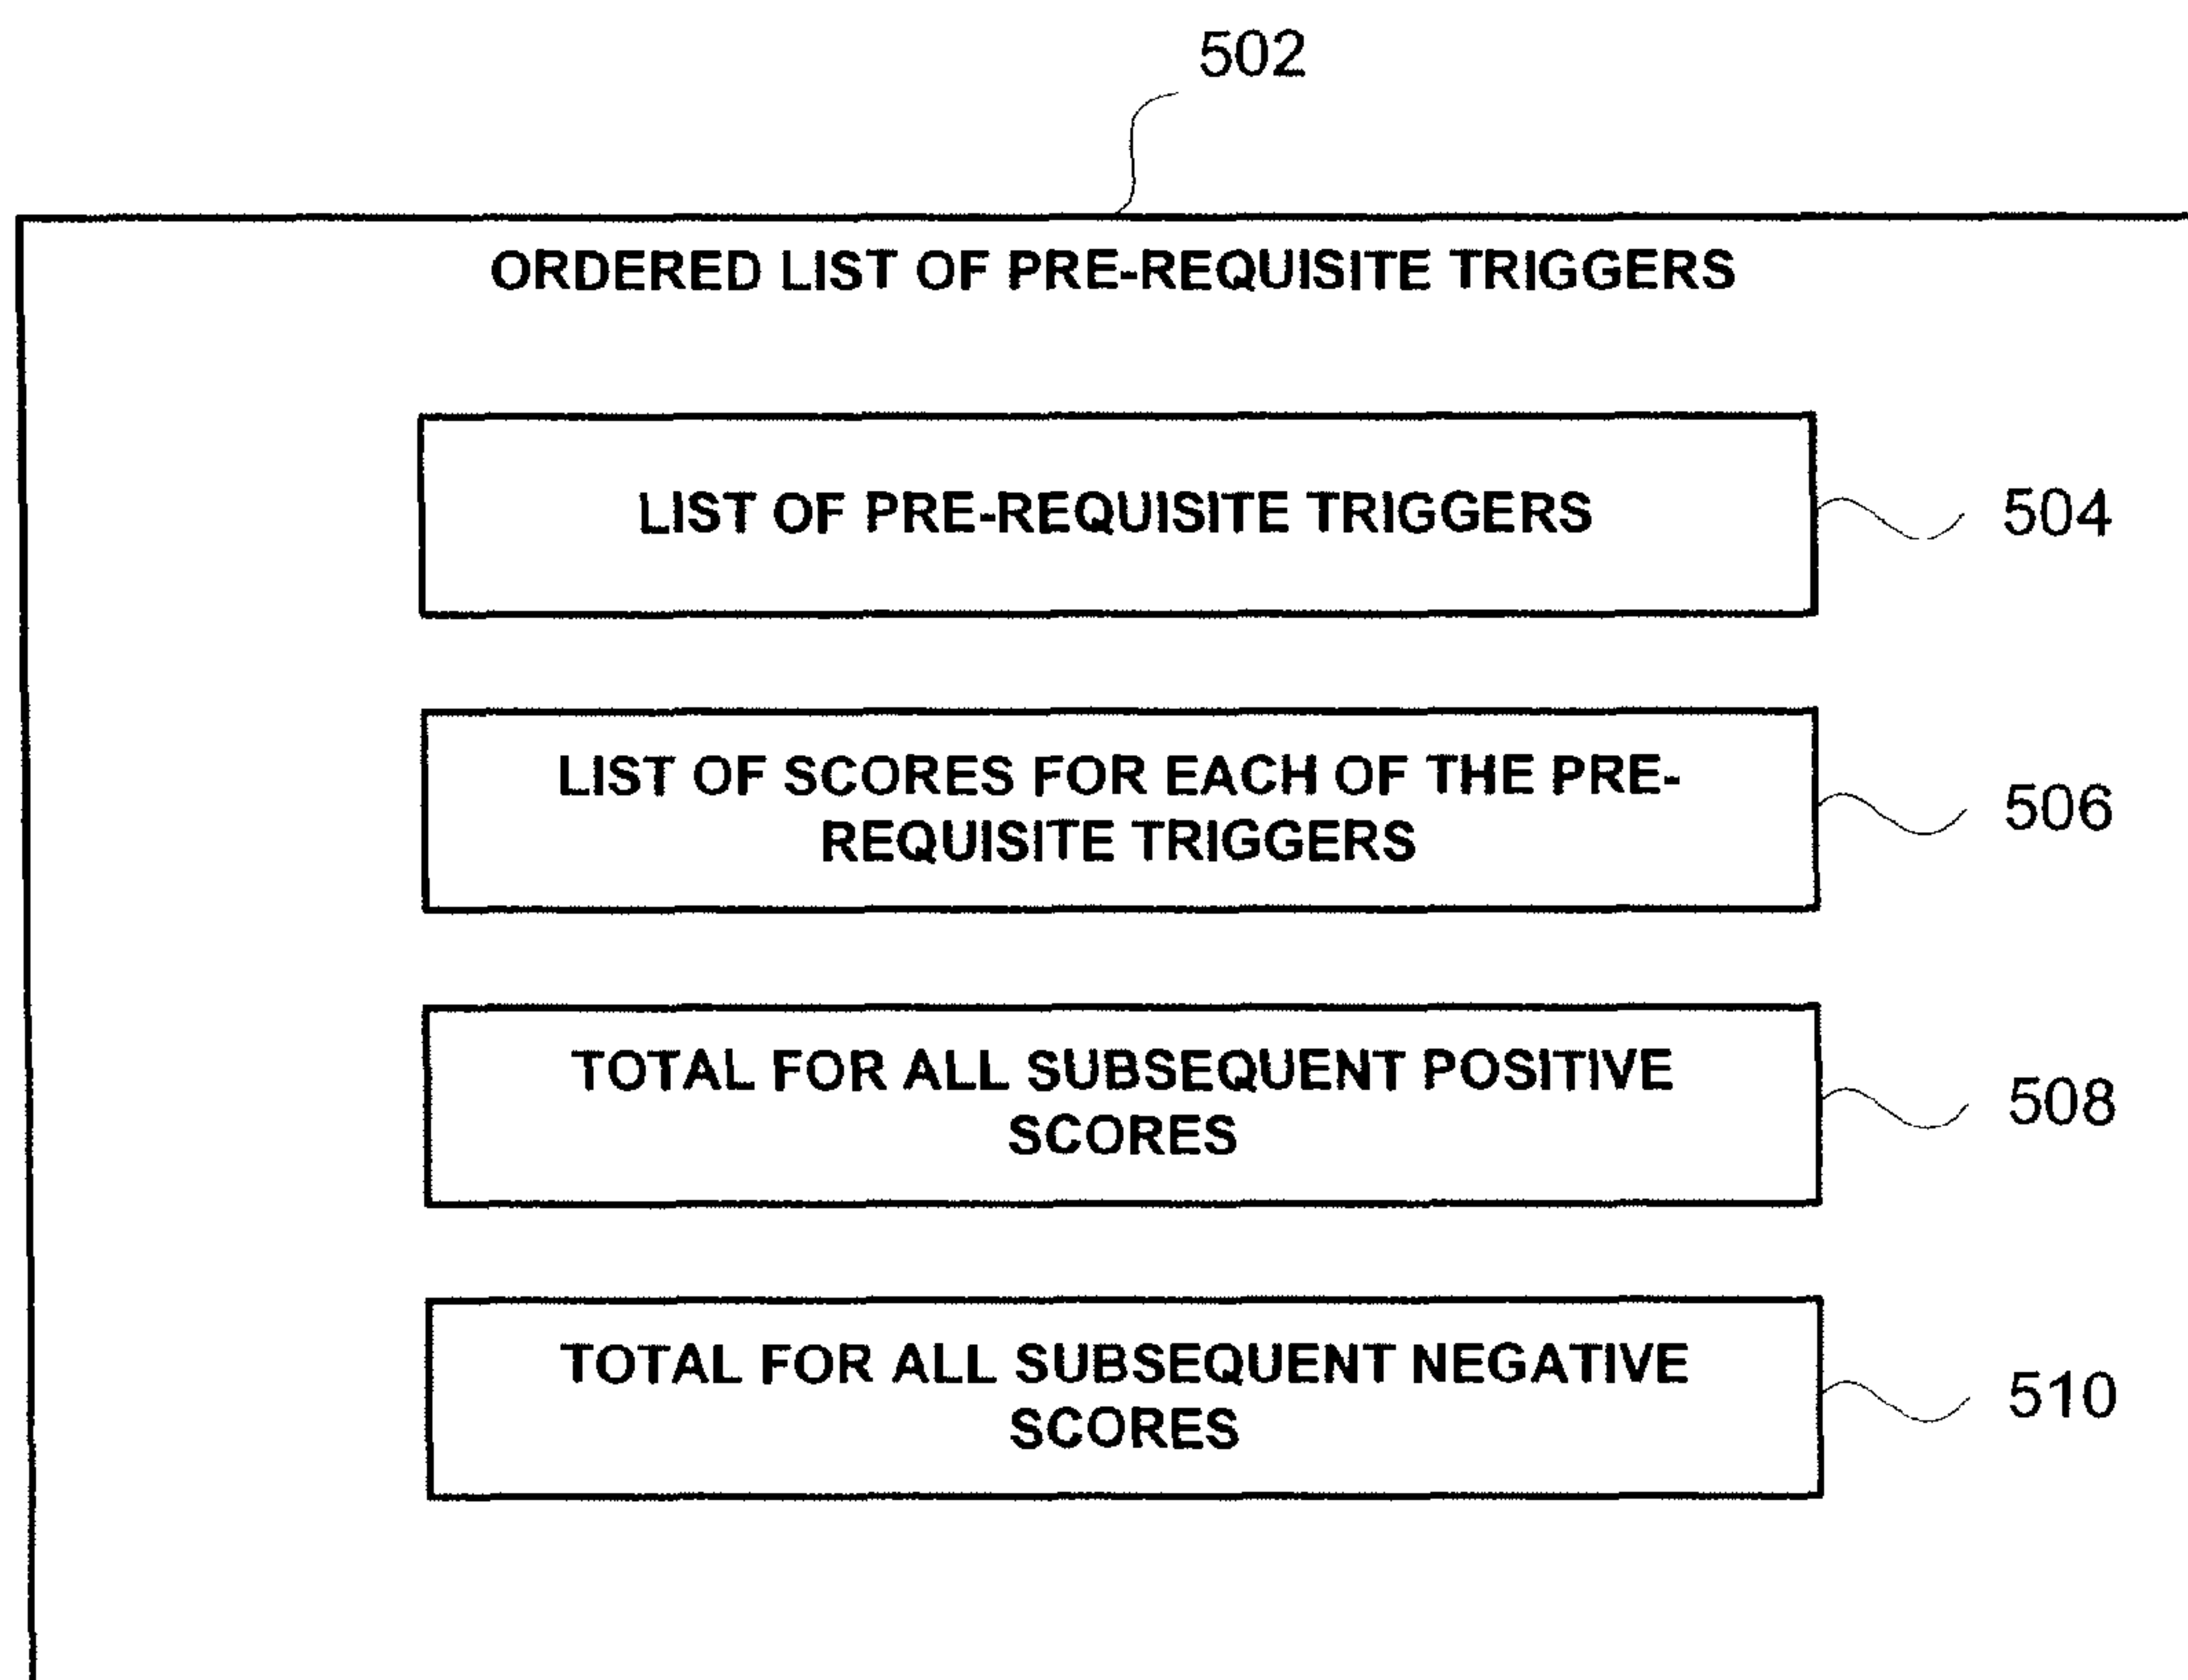 502
ORDERED LIST OF PRE-REQUISITE TRIGGERS
LIST OF PRE-REQUISITE TRIGGERS
504
LIST OF SCORES FOR EACH OF THE PRE-
REQUISITE TRIGGERS
506
TOTAL FOR ALL SUBSEQUENT POSITIVE
SCORES
508
TOTAL FOR ALL SUBSEQUENT NEGATIVE
SCORES
510